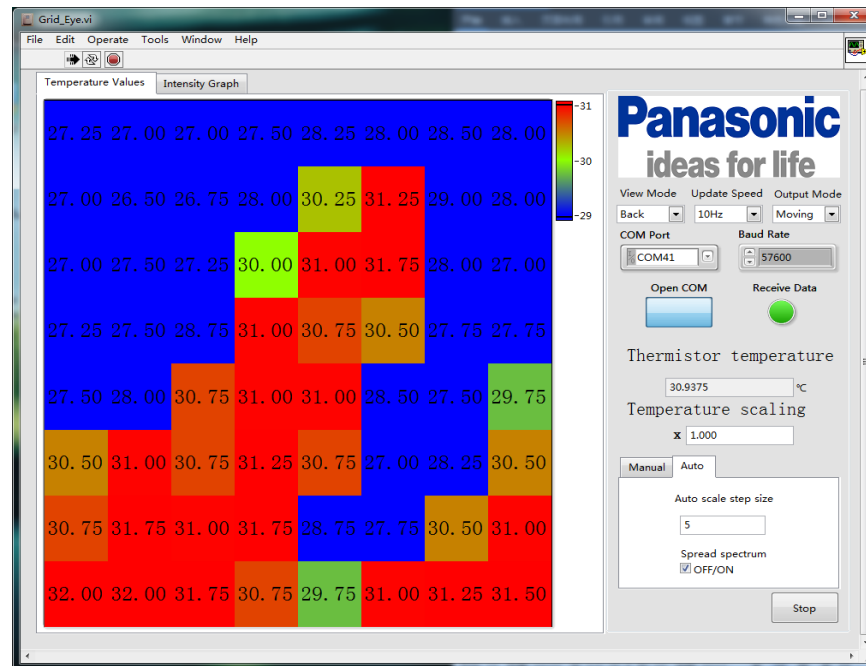 Grid_Eye.vi
File Edit Operate Tools Window Help
Temperature Values Intensity Graph
27.25 27.00 27.00 27.50 28.25 28.00 28.50 28.00
27.00 26.50 26.75 28.00 30.25 31.25 29.00 28.00
27.00 27.50 27.25 30.00 31.00 31.75 28.00 27.00
27.25 27.50 28.75 31.00 30.75 30.50 27.75 27.75
27.50 28.00 30.75 31.00 31.00 28.50 27.50 29.75
30.50 31.00 30.75 31.25 30.75 27.00 28.25 30.50
30.75 31.75 31.00 31.75 28.75 27.75 30.50 31.00
32.00 32.00 31.75 30.75 29.75 31.00 31.25 31.50
-31
-30
-29
Panasonic
ideas for life
View Mode Update Speed Output Mode
Back 10Hz Moving
COM Port Baud Rate
COM41 57600
Open COM Receive Data
Thermistor temperature
30.9375 ℃
Temperature scaling
x 1.000
Manual Auto
Auto scale step size
5
Spread spectrum
OFF/ON
Stop